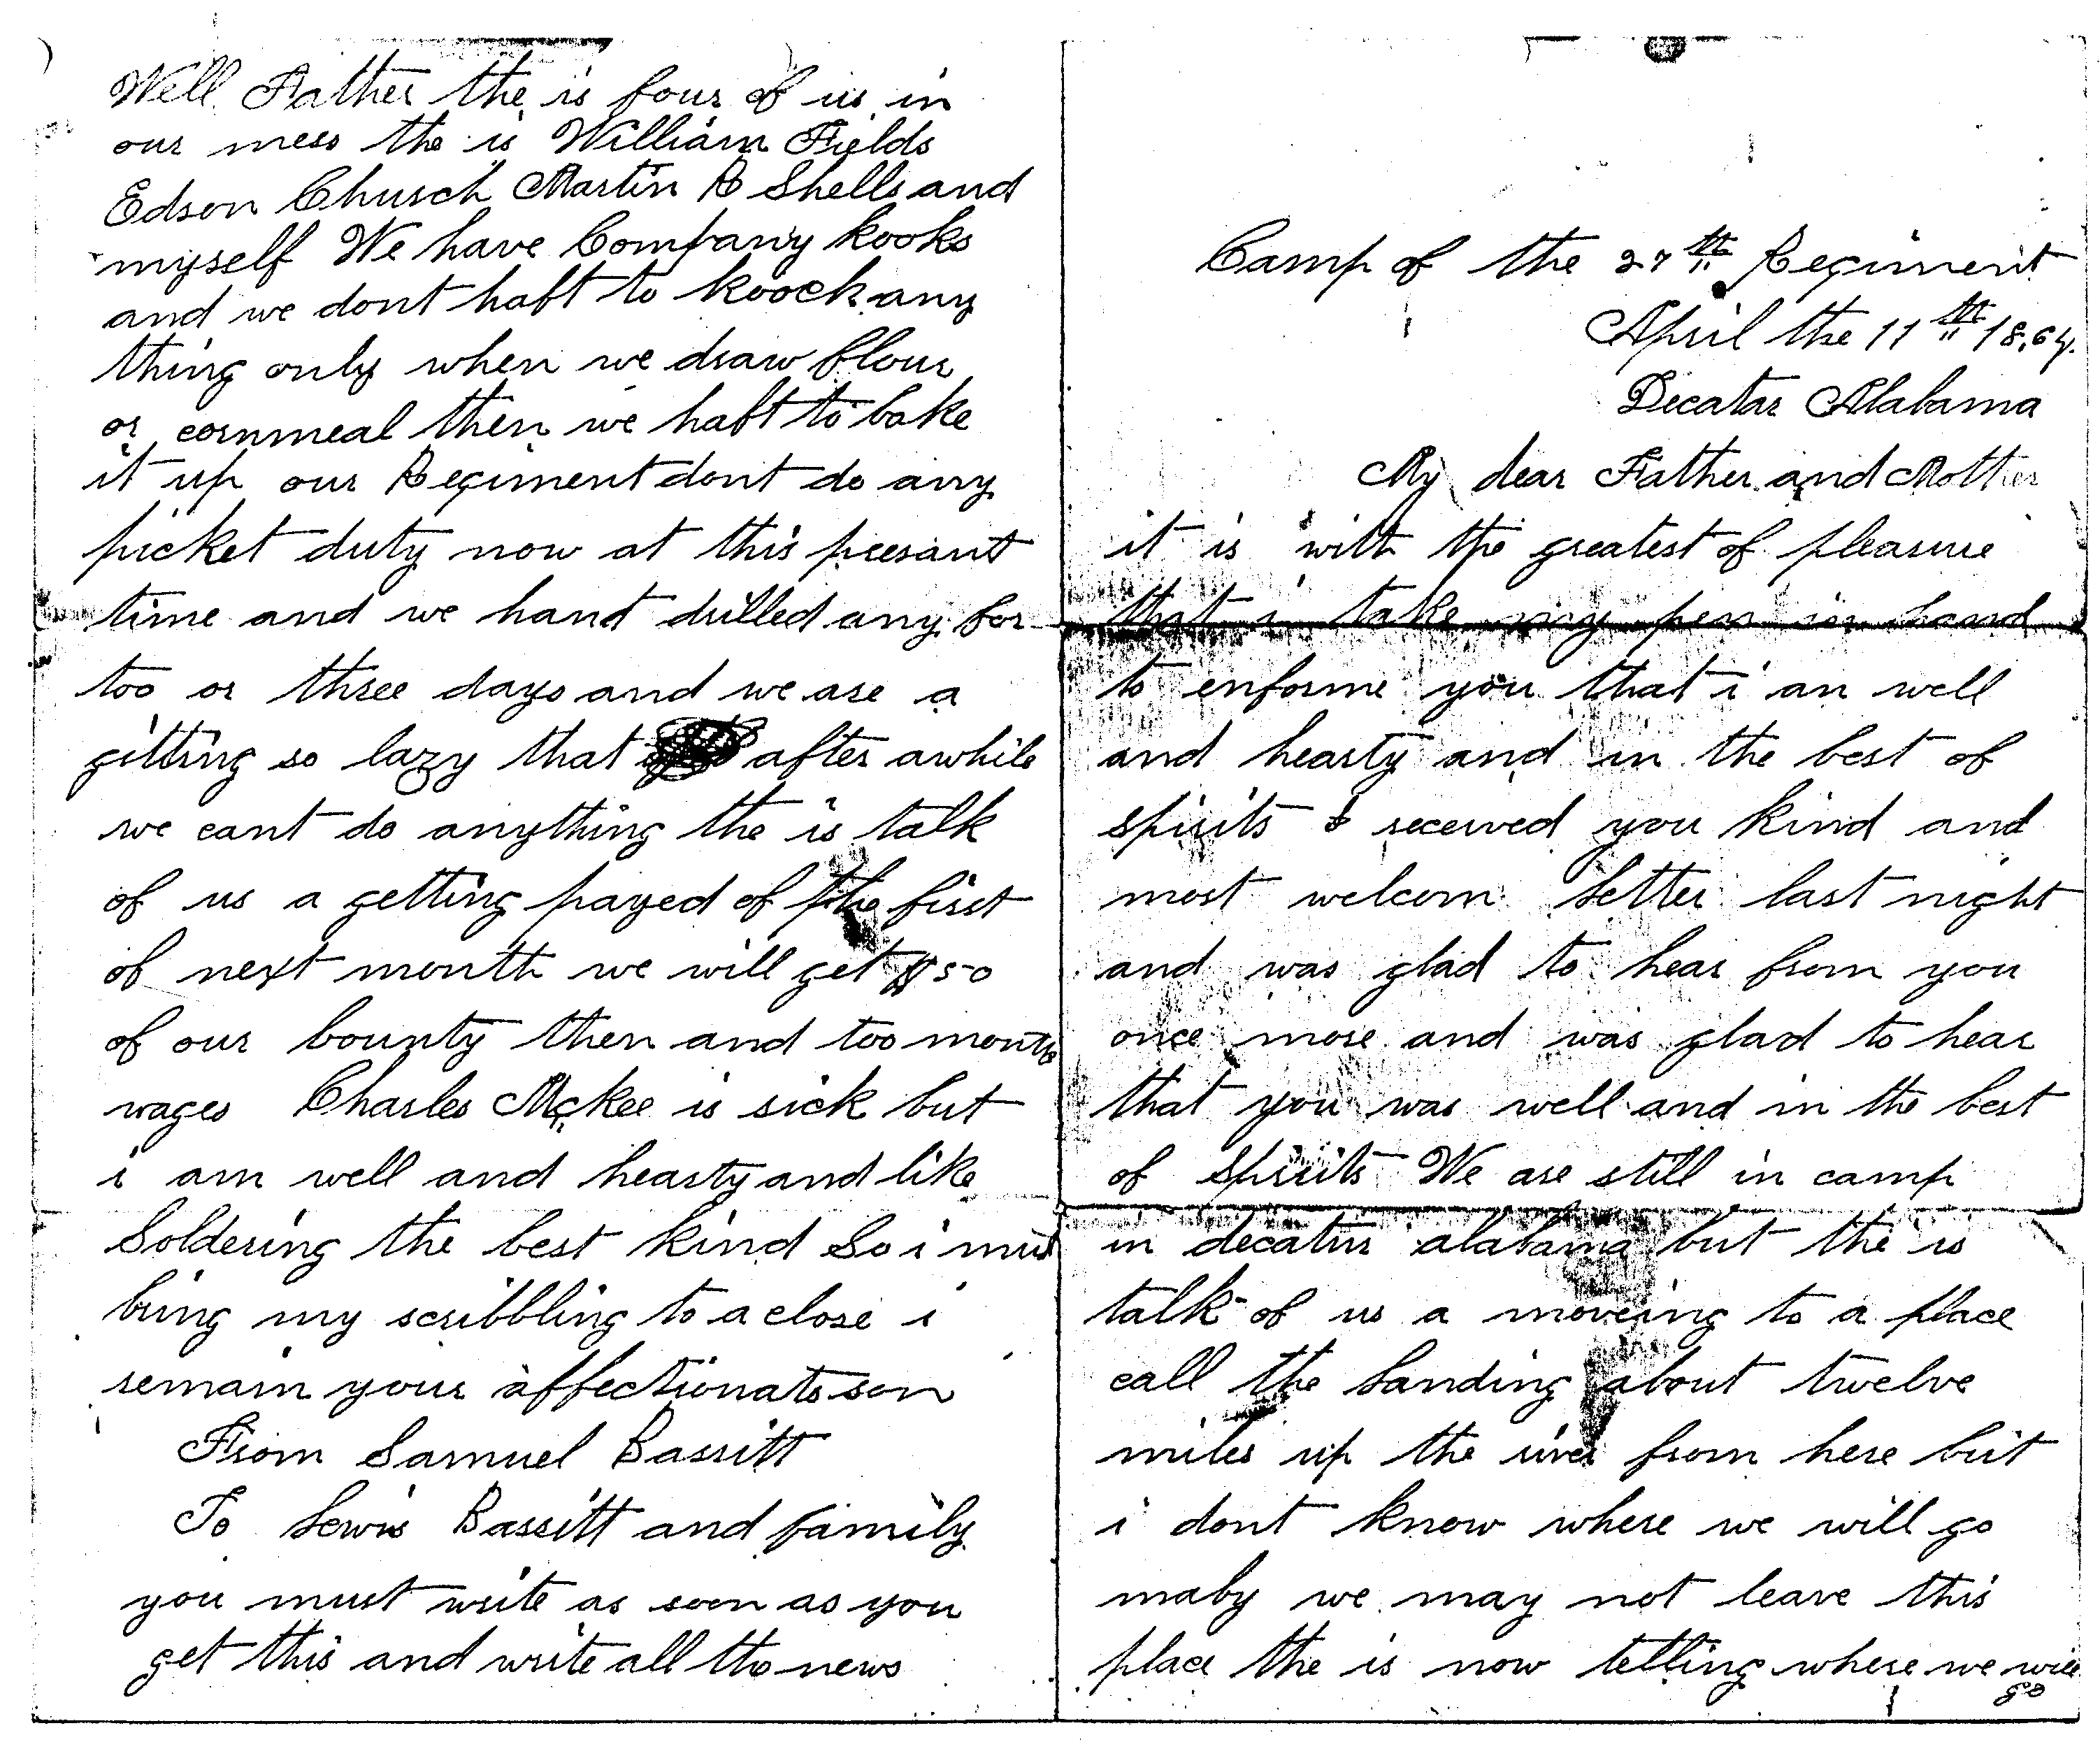 Camp of the 27th Regiment
April the 11th 1864.
Decatar Alabama
My dear Father and Mother
it is with the greatest of pleasure
that i take my pen in hand
to enforme you that i an well
and hearty and in the best of
spirits I received you kind and
most welcom letter last night
and was glad to hear from you
once more and was glad to hear
that you was well and in the best
of spirits We are still in camp
in decatur alabama but the is
talk of us a moveing to a place
call the Landing about twelve
miles up the river from here but
i dont know where we will go
maby we may not leave this
place the is now telling where we will
go
Well Father the is four of us in
our mess the is William Fields
Edson Church Martin R Shells and
myself We have Company kooks
and we dont haft to koock any
thing only when we draw flour
or cornmeal then we haft to bake
it up our Regiment dont do any
picket duty now at this presant
time and we hant drilled any for
too or three days and we are a
gitting so lazy that after awhile
we cant do anything the is talk
of us a getting payed of the first
of next month we will get $50
of our bounty then and too months
wages Charles McKee is sick but
i am well and hearty and like
Soldering the best kind So i must
bring my scribbling to a close i
remain your affectionate son
From Samuel Bassitt
To Lewis Bassitt and family
you must write as soon as you
get this and write all the news